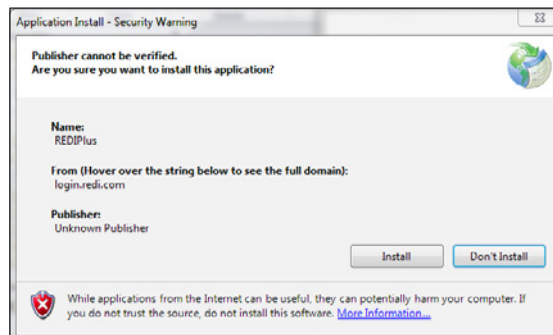 Application Install - Security Warning
Publisher cannot be verified.
Are you sure you want to install this application?
Name:
REDIPlus
From (Hover over the string below to see the full domain):
login.redi.com
Publisher:
Unknown Publisher
Install
Don't Install
While applications from the Internet can be useful, they can potentially harm your computer. If
you do not trust the source, do not install this software. More Information...